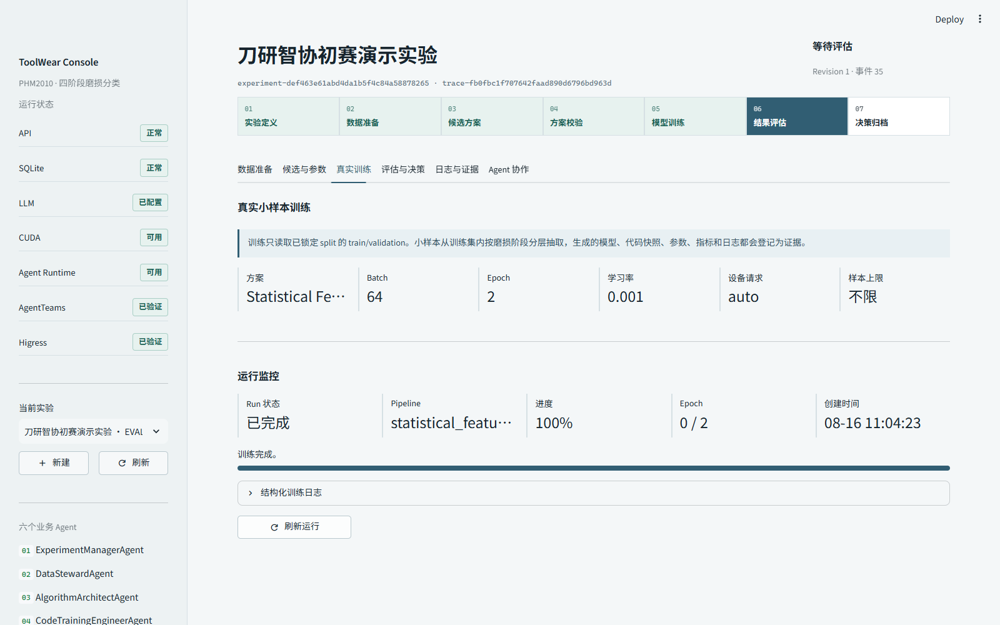 Deploy
ToolWear Console
PHM2010 · 四阶段磨损分类
运行状态
API 正常
SQLite 正常
LLM 已配置
CUDA 可用
Agent Runtime 可用
AgentTeams 已验证
Higress 已验证
当前实验
刀研智协初赛演示实验 · EVAL
新建 刷新
六个业务 Agent
01 ExperimentManagerAgent
02 DataStewardAgent
03 AlgorithmArchitectAgent
04 CodeTrainingEngineerAgent
刀研智协初赛演示实验
experiment-def463e61abd4da1b5f4c84a58878265 · trace-fb0fbc1f707642faad890d6796bd963d
等待评估
Revision 1 · 事件 35
01 实验定义
02 数据准备
03 候选方案
04 方案校验
05 模型训练
06 结果评估
07 决策归档
数据准备 候选与参数 真实训练 评估与决策 日志与证据 Agent 协作
真实小样本训练
训练只读取已锁定 split 的 train/validation。小样本从训练集内按磨损阶段分层抽取，生成的模型、代码快照、参数、指标和日志都会登记为证据。
方案 Batch Epoch 学习率 设备请求 样本上限
Statistical Fe··· 64 2 0.001 auto 不限
运行监控
Run 状态 Pipeline 进度 Epoch 创建时间
已完成 statistical_featu··· 100% 0 / 2 08-16 11:04:23
训练完成。
结构化训练日志
刷新运行